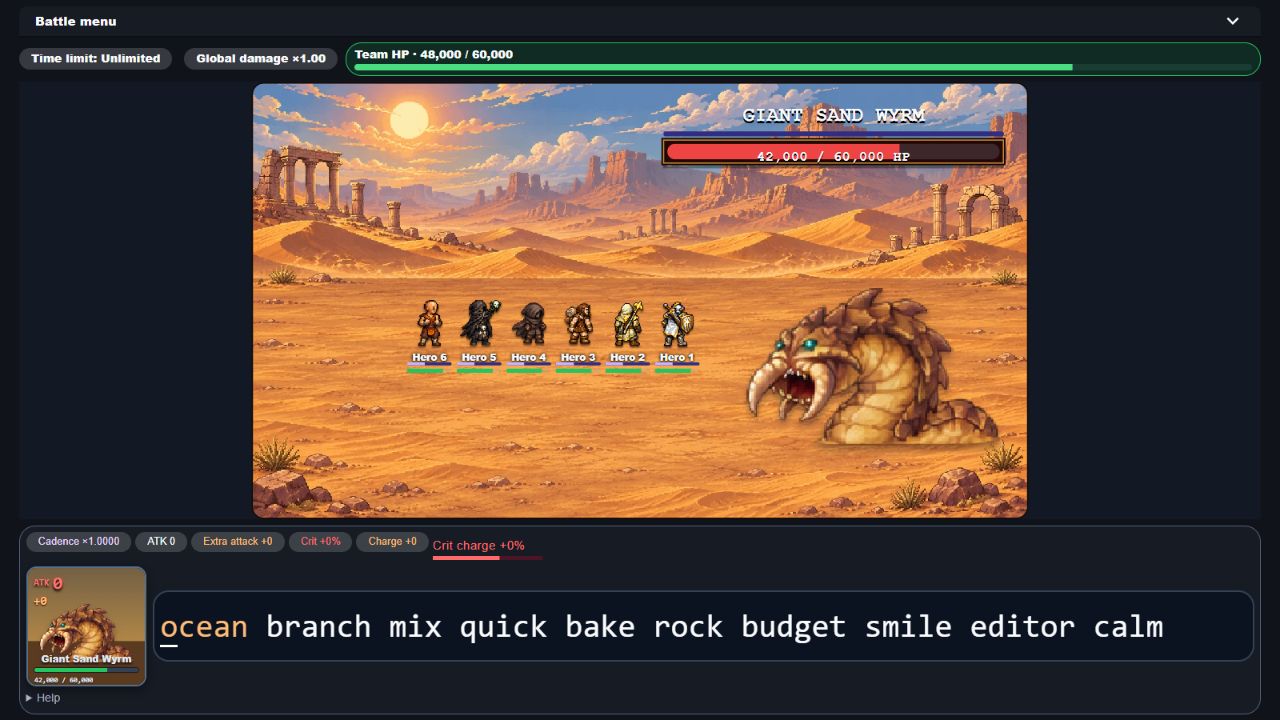 Battle menu
Time limit: Unlimited
Global damage ×1.00
Team HP · 48,000 / 60,000
GIANT SAND WYRM
42,000 / 60,000 HP
Hero 6
Hero 5
Hero 4
Hero 3
Hero 2
Hero 1
Cadence ×1.0000
ATK 0
Extra attack +0
Crit +0%
Charge +0
Crit charge +0%
ATK 0
+0
Giant Sand Wyrm
42,000 / 60,000
ocean branch mix quick bake rock budget smile editor calm
Help